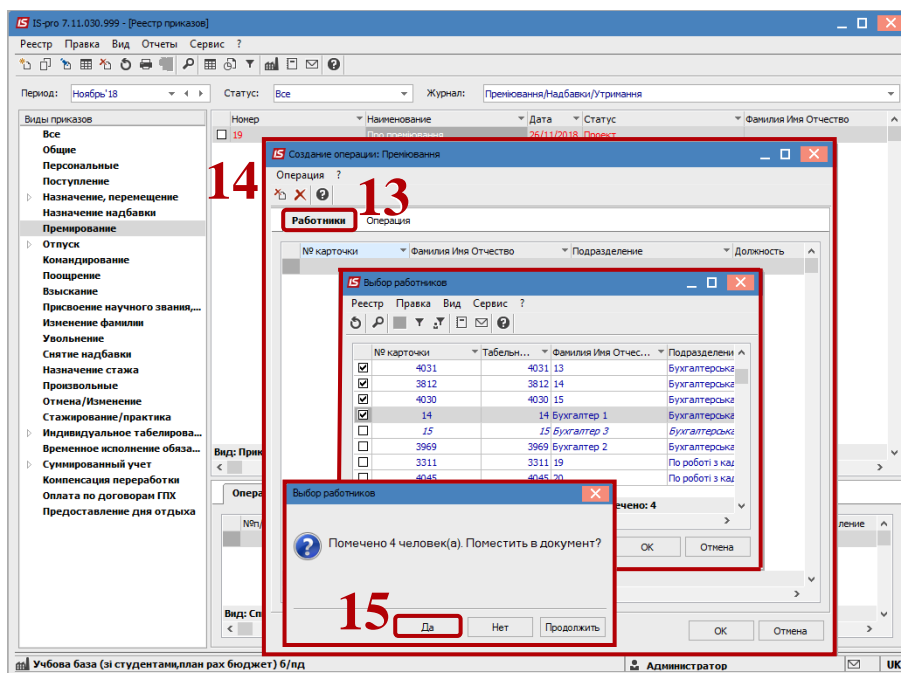 IS-pro 7.11.030.999 - [Реестр приказов]
Реестр Правка Вид Отчеты Сервис ?
Период: Ноябрь'18 Статус: Все Журнал: Преміювання/Надбавки/Утримання
Виды приказов
Все
Общие
Персональные
Поступление
Назначение, перемещение
Назначение надбавки
Премирование
Отпуск
Командирование
Поощрение
Взыскание
Присвоение научного звания,...
Изменение фамилии
Увольнение
Снятие надбавки
Назначение стажа
Произвольные
Отмена/Изменение
Стажирование/практика
Индивидуальное табелирова...
Временное исполнение обяза...
Суммированный учет
Компенсация переработки
Оплата по договорам ГПХ
Предоставление дня отдыха
Номер Наименование Дата Статус Фамилия Имя Отчество
19 Про преміювання 26/11/2018 Проект
Вид: Прик
Опера
№п/ ление
Вид: Сп
14
Создание операции: Преміювання
Операция ?
13
Работники Операция
№ карточки Фамилия Имя Отчество Подразделение Должность
Выбор работников
Реестр Правка Вид Сервис ?
№ карточки Табельн... Фамилия Имя Отчес... Подразделени
4031 4031 13 Бухгалтерська
3812 3812 14 Бухгалтерська
4030 4030 15 Бухгалтерська
14 14 Бухгалтер 1 Бухгалтерська
15 15 Бухгалтер 3 Бухгалтерська
3969 3969 Бухгалтер 2 Бухгалтерська
3311 3311 19 По роботі з кад
4045 4045 20 По роботі з кад
ечено: 4
ОК Отмена
Выбор работников
Помечено 4 человек(а). Поместить в документ?
15
Да Нет Продолжить
ОК Отмена
Учбова база (зі студентами,план рах бюджет) б/пд Администратор UK